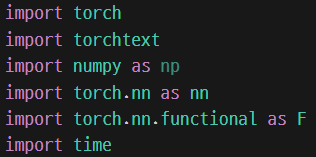 import torch
import torchtext
import numpy as np
import torch.nn as nn
import torch.nn.functional as F
import time